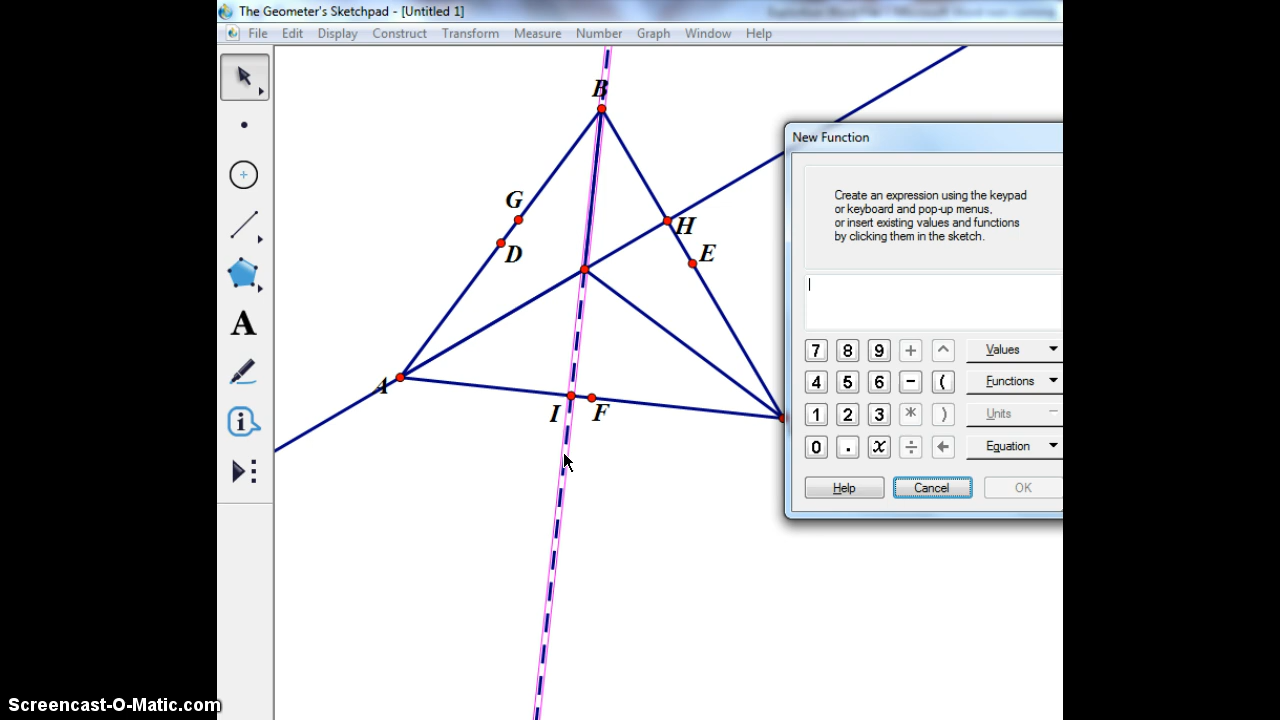 The Geometer's Sketchpad - [Untitled 1]
File Edit Display Construct Transform Measure Number Graph Window Help
B
G
D
H
E
A
I
F
New Function
Create an expression using the keypad
or keyboard and pop-up menus,
or insert existing values and functions
by clicking them in the sketch.
7 8 9 + ^ Values
4 5 6 - ( Functions
1 2 3 * ) Units
0 . x ÷ ← Equation
Help Cancel OK
A
Screencast-O-Matic.com